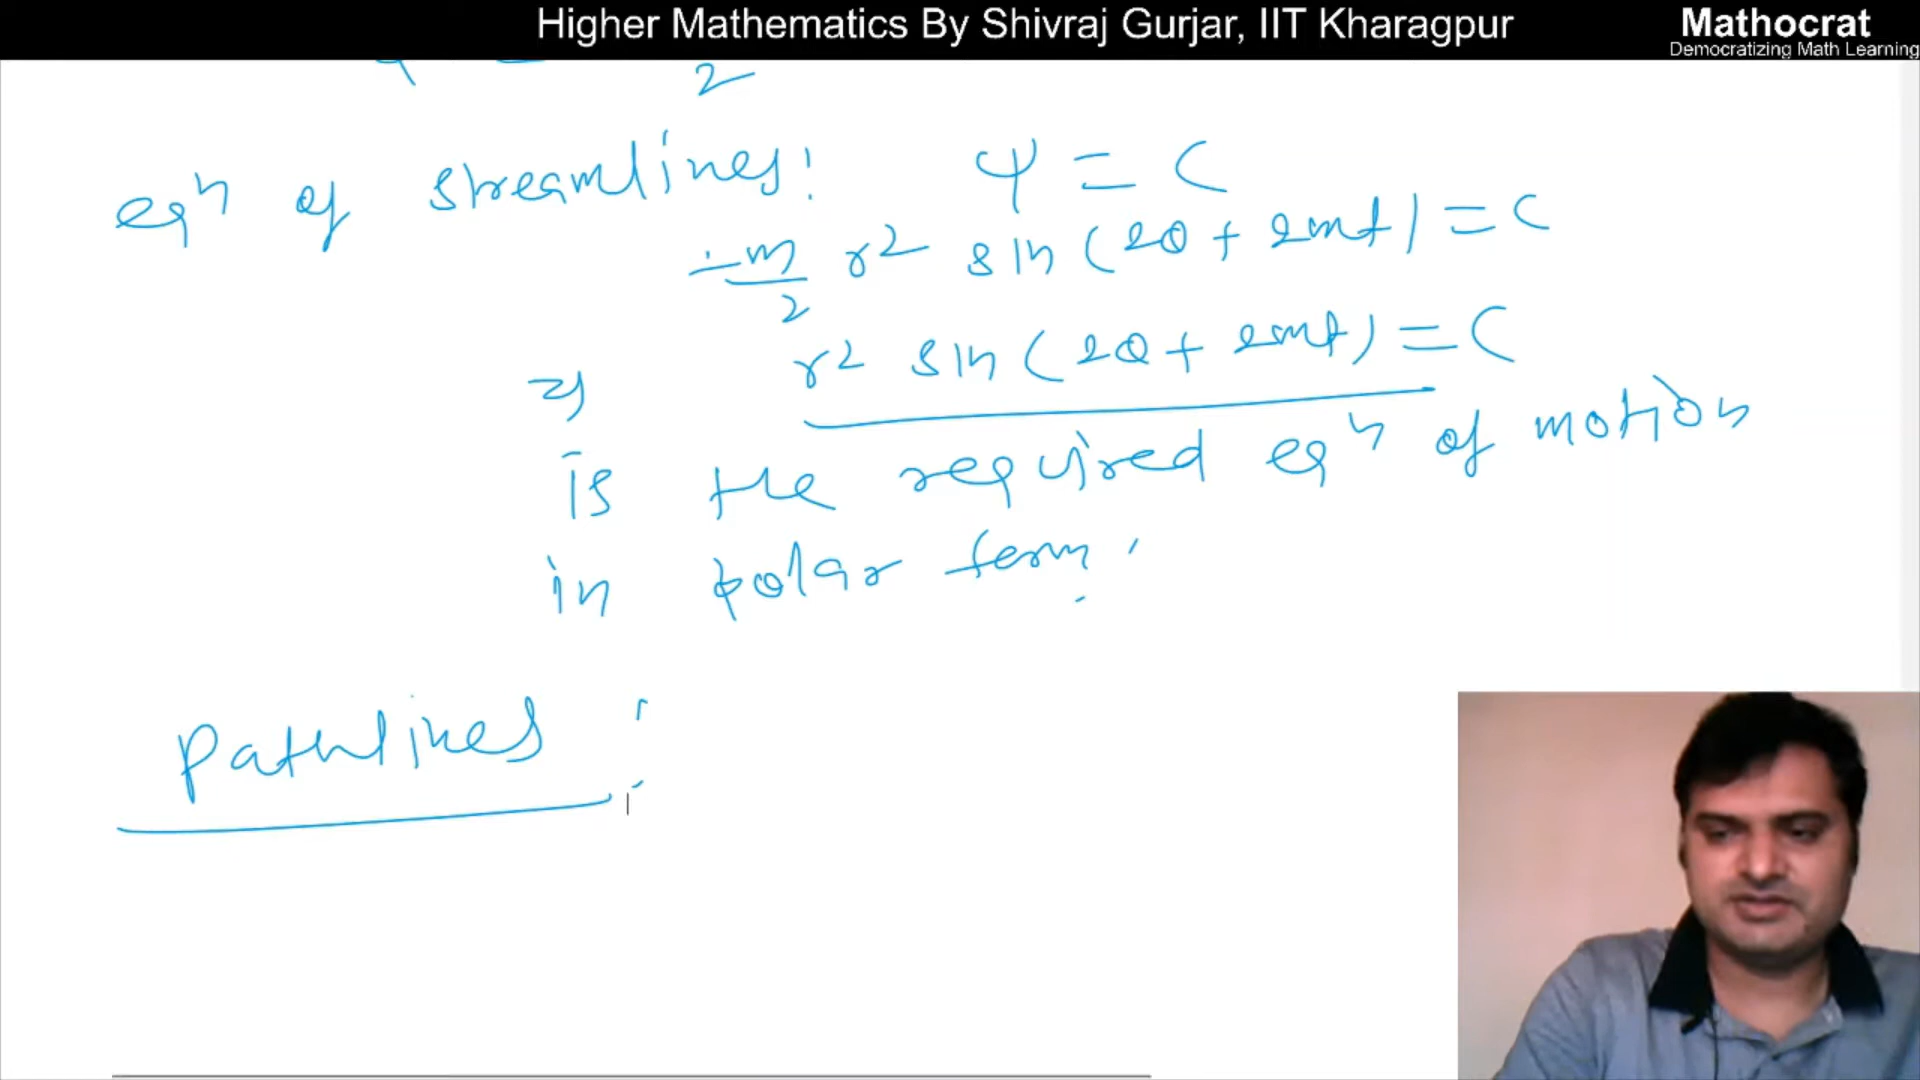 Higher Mathematics By Shivraj Gurjar, IIT Kharagpur
Mathocrat
Democratizing Math Learning
2
eqⁿ of streamlines: ψ = C
-m/2 r² sin (2θ + 2mt) = C
⇒ r² sin (2θ + 2mt) = C
is the required eqⁿ of motion
in polar form.
Pathlines :